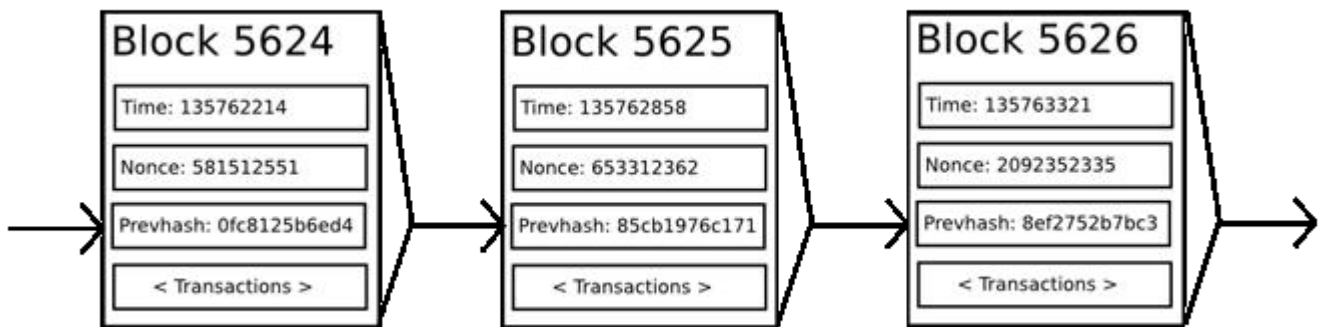 Block 5624
Time: 135762214
Nonce: 581512551
Prevhash: 0fc8125b6ed4
< Transactions >
Block 5625
Time: 135762858
Nonce: 653312362
Prevhash: 85cb1976c171
< Transactions >
Block 5626
Time: 135763321
Nonce: 2092352335
Prevhash: 8ef2752b7bc3
< Transactions >